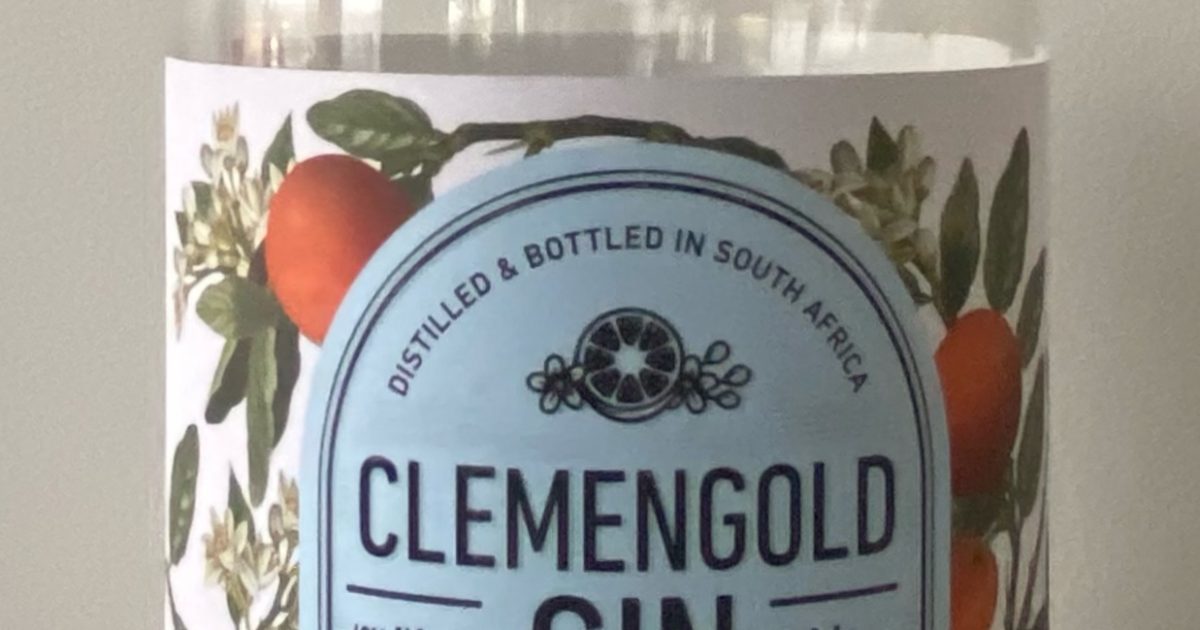 DISTILLED & BOTTLED IN SOUTH AFRICA
CLEMENGOLD
GIN